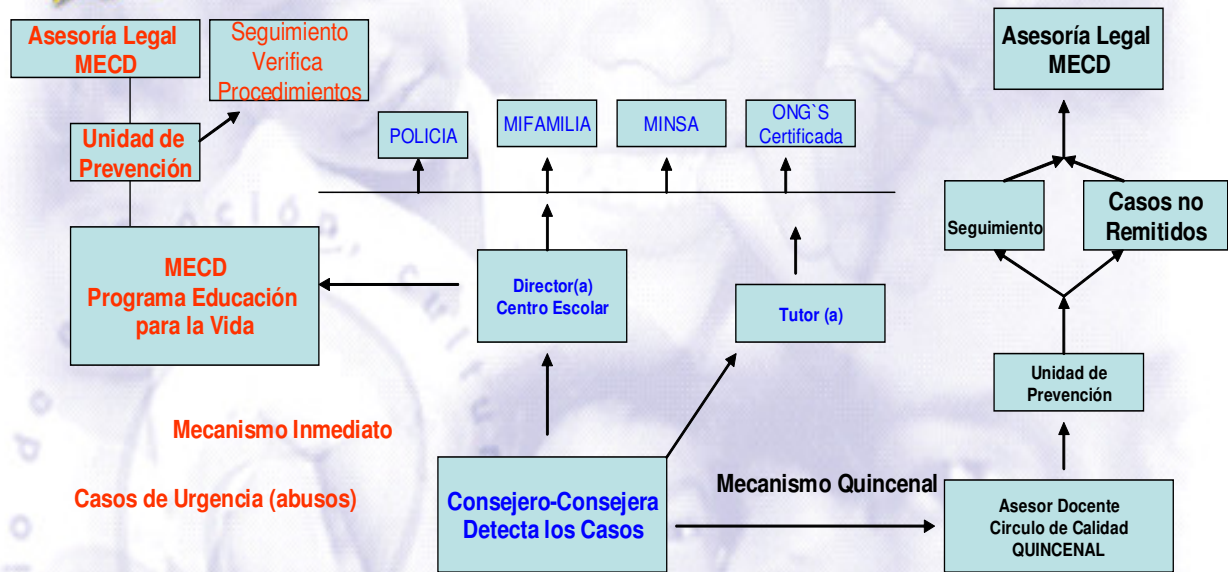 Asesoría Legal
MECD
Seguimiento
Verifica
Procedimientos
Unidad de
Prevención
MECD
Programa Educación
para la Vida
POLICIA
MIFAMILIA
MINSA
ONG`S
Certificada
Director(a)
Centro Escolar
Tutor (a)
Mecanismo Inmediato
Casos de Urgencia (abusos)
Consejero-Consejera
Detecta los Casos
Mecanismo Quincenal
Asesoría Legal
MECD
Seguimiento
Casos no
Remitidos
Unidad de
Prevención
Asesor Docente
Circulo de Calidad
QUINCENAL